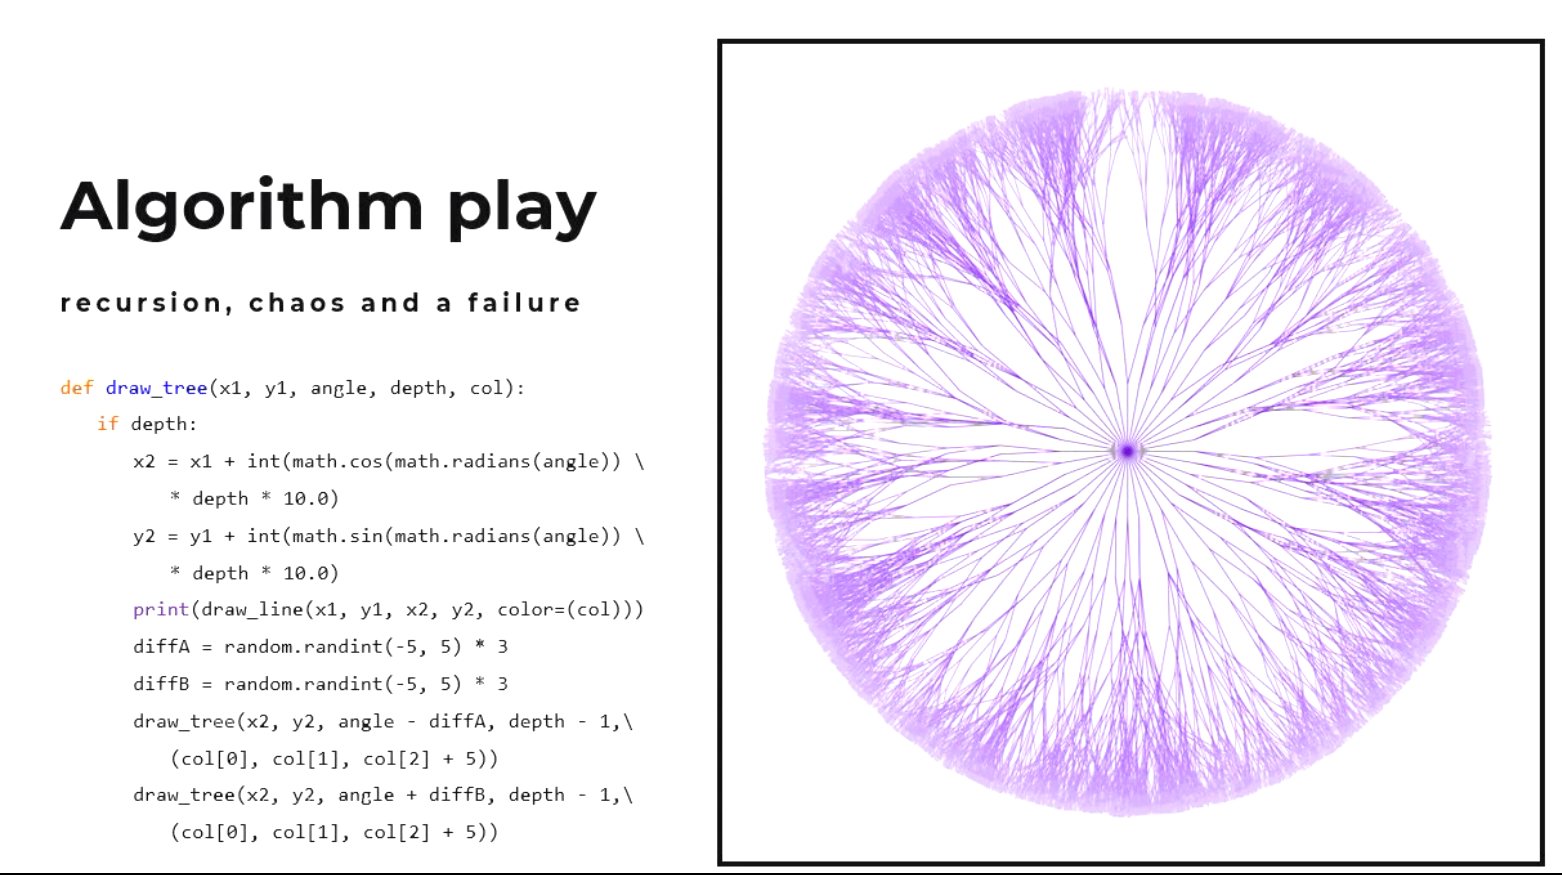 Algorithm play
recursion, chaos and a failure
def draw_tree(x1, y1, angle, depth, col):
if depth:
x2 = x1 + int(math.cos(math.radians(angle)) \
* depth * 10.0)
y2 = y1 + int(math.sin(math.radians(angle)) \
* depth * 10.0)
print(draw_line(x1, y1, x2, y2, color=(col)))
diffA = random.randint(-5, 5) * 3
diffB = random.randint(-5, 5) * 3
draw_tree(x2, y2, angle - diffA, depth - 1,\
(col[0], col[1], col[2] + 5))
draw_tree(x2, y2, angle + diffB, depth - 1,\
(col[0], col[1], col[2] + 5))